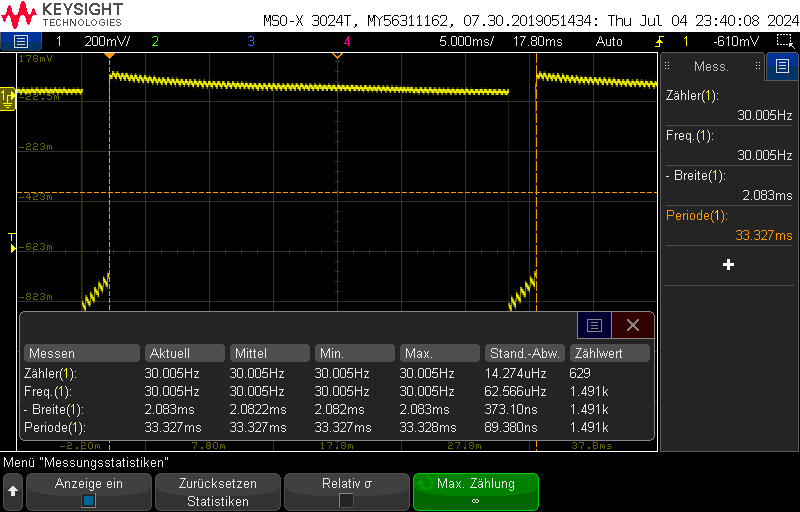 KEYSIGHT
TECHNOLOGIES
MSO-X 3024T, MY56311162, 07.30.2019051434: Thu Jul 04 23:40:08 2024
1 200mV/ 2 3 4 5.000ms/ 17.80ms Auto 1 -610mV
178mV
-22.5m
-223m
-423m
-623m
-823m
1
T
Mess.
Zähler(1):
30.005Hz
Freq.(1):
30.005Hz
- Breite(1):
2.083ms
Periode(1):
33.327ms
Messen Aktuell Mittel Min. Max. Stand.-Abw. Zählwert
Zähler(1): 30.005Hz 30.005Hz 30.005Hz 30.005Hz 14.274uHz 629
Freq.(1): 30.005Hz 30.005Hz 30.005Hz 30.005Hz 62.566uHz 1.491k
- Breite(1): 2.083ms 2.0822ms 2.082ms 2.083ms 373.10ns 1.491k
Periode(1): 33.327ms 33.327ms 33.327ms 33.328ms 89.380ns 1.491k
-2.20m 7.80m 17.8m 27.8m 37.8ms
Menü "Messungsstatistiken"
Anzeige ein
Zurücksetzen
Statistiken
Relativ σ
Max. Zählung
∞